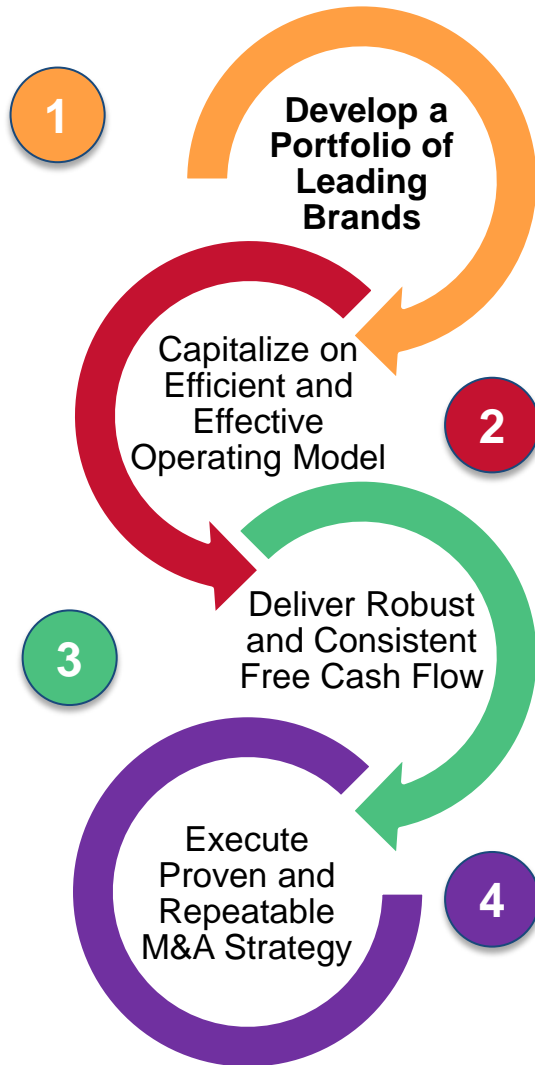 1
Develop a
Portfolio of
Leading
Brands
Capitalize on
Efficient and
Effective
Operating Model
2
3
Deliver Robust
and Consistent
Free Cash Flow
Execute
Proven and
Repeatable
M&A Strategy
4